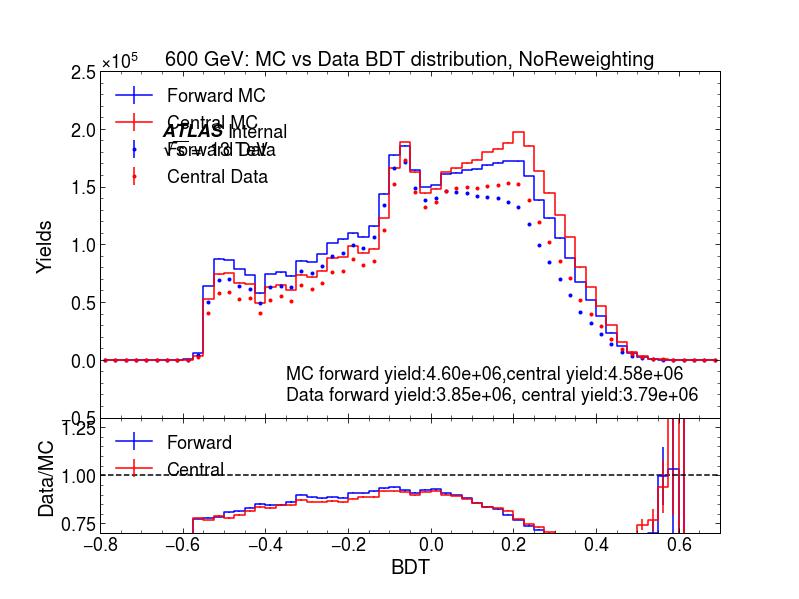 ×10⁵
600 GeV: MC vs Data BDT distribution, NoReweighting
2.5
Forward MC
Central MC
2.0
ATLAS Internal
√s = 13 TeV
Forward Data
Central Data
1.5
1.0
0.5
0.0
Yields
MC forward yield:4.60e+06,central yield:4.58e+06
Data forward yield:3.85e+06, central yield:3.79e+06
0.5
1.25
Forward
Central
1.00
0.75
Data/MC
−0.8 −0.6 −0.4 −0.2 0.0 0.2 0.4 0.6
BDT